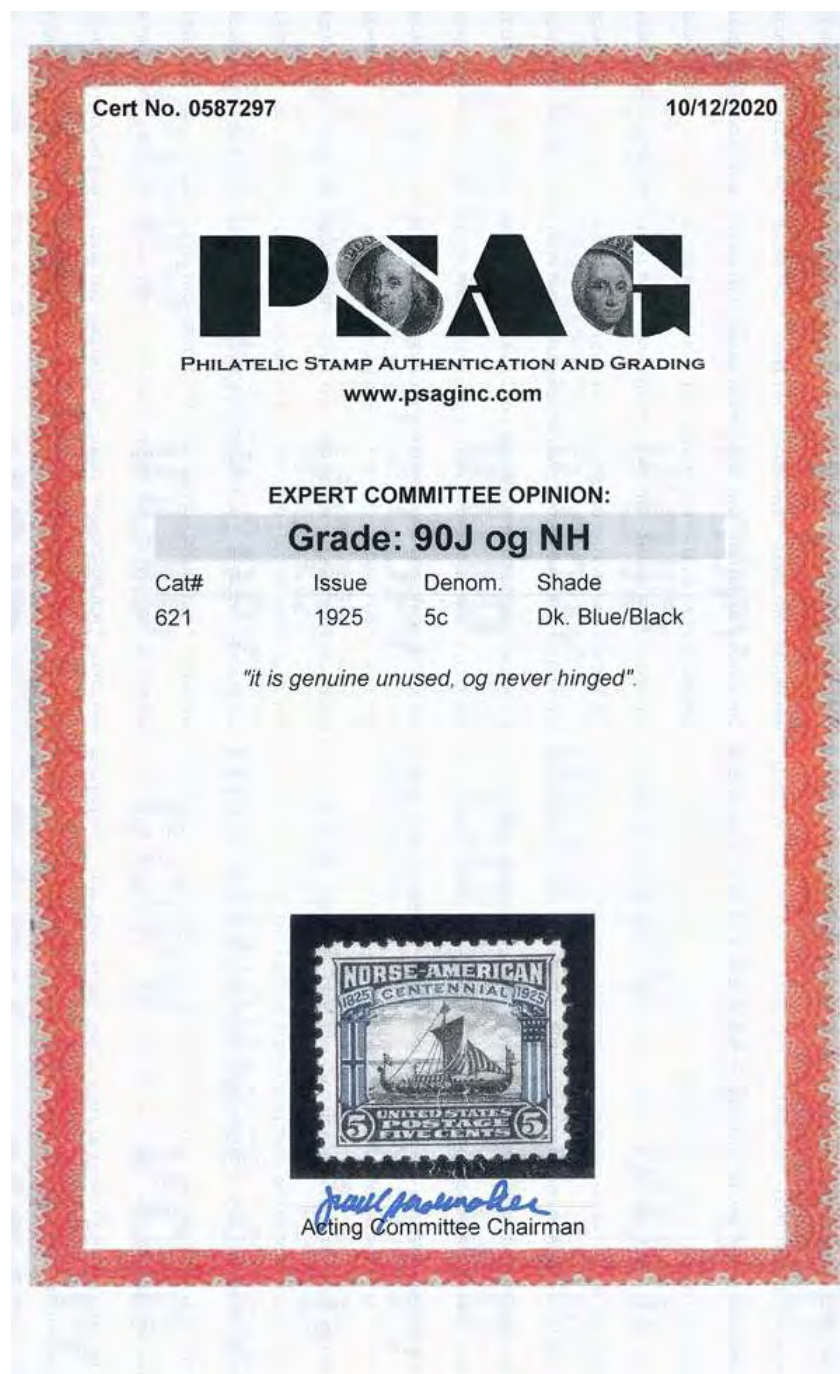 Cert No. 0587297 10/12/2020
PSAG
PHILATELIC STAMP AUTHENTICATION AND GRADING
www.psaginc.com
EXPERT COMMITTEE OPINION:
Grade: 90J og NH
Cat# Issue Denom. Shade
621 1925 5c Dk. Blue/Black
"it is genuine unused, og never hinged".
NORSE-AMERICAN
1825 CENTENNIAL 1925
UNITED STATES
5 POSTAGE 5
FIVE CENTS
Acting Committee Chairman